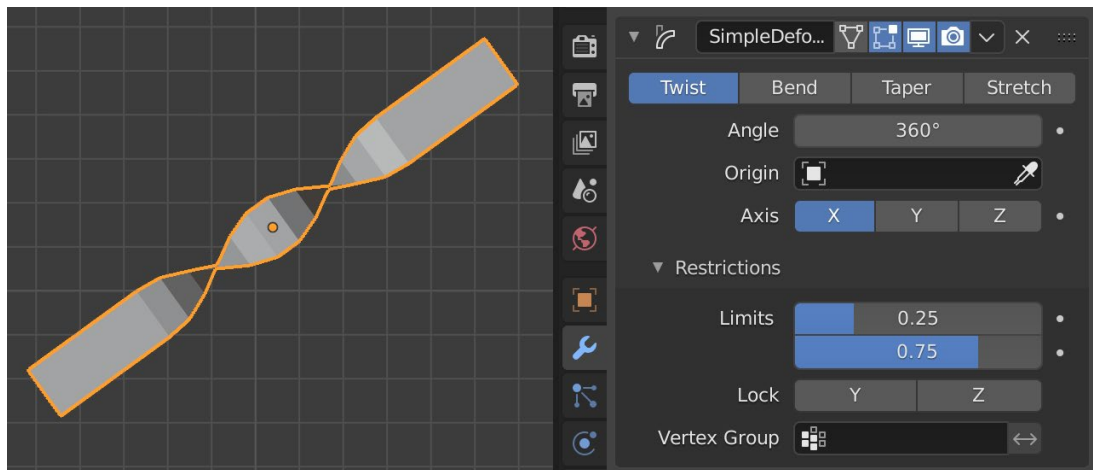 SimpleDefo...
Twist Bend Taper Stretch
Angle 360°
Origin
Axis X Y Z
Restrictions
Limits 0.25
0.75
Lock Y Z
Vertex Group